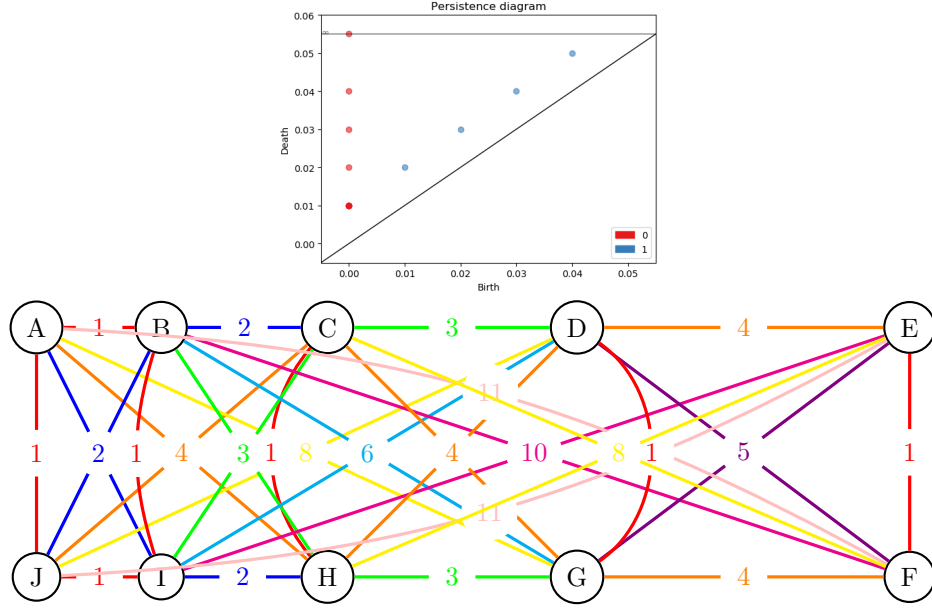 Persistence diagram
0.06
∞
0.05
0.04
0.03
0.02
0.01
0.00
Death
0.00 0.01 0.02 0.03 0.04 0.05
Birth
0
1
A 1 B 2 C 3 D 4 E
11
1 2 1 4 3 1 8 6 4 10 8 1 5 1
11
J 1 I 2 H 3 G 4 F